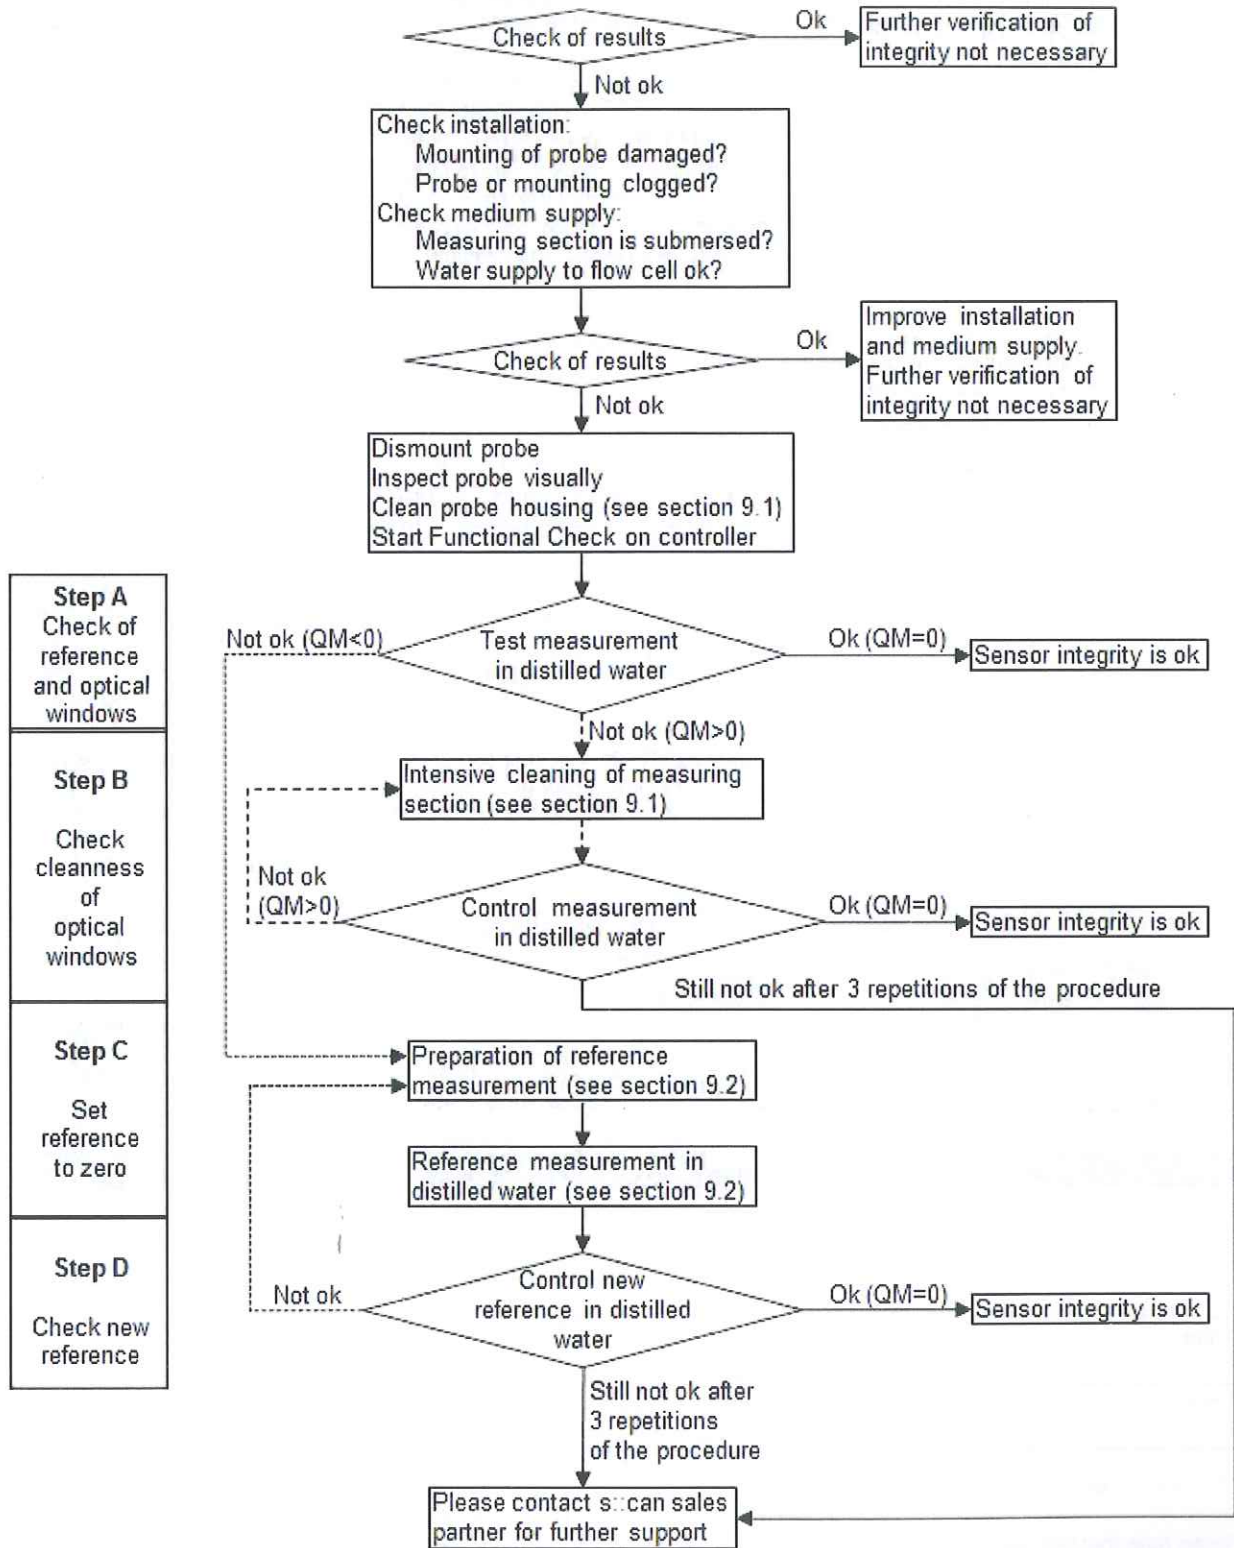 Check of results
Ok
Further verification of
integrity not necessary
Not ok
Check installation:
Mounting of probe damaged?
Probe or mounting clogged?
Check medium supply:
Measuring section is submersed?
Water supply to flow cell ok?
Check of results
Ok
Improve installation
and medium supply.
Further verification of
integrity not necessary
Not ok
Dismount probe
Inspect probe visually
Clean probe housing (see section 9.1)
Start Functional Check on controller
Step A
Check of
reference
and optical
windows
Not ok (QM<0)
Test measurement
in distilled water
Ok (QM=0)
Sensor integrity is ok
Not ok (QM>0)
Step B
Check
cleanness
of
optical
windows
Intensive cleaning of measuring
section (see section 9.1)
Not ok
(QM>0)
Control measurement
in distilled water
Ok (QM=0)
Sensor integrity is ok
Still not ok after 3 repetitions of the procedure
Step C
Set
reference
to zero
Preparation of reference
measurement (see section 9.2)
Reference measurement in
distilled water (see section 9.2)
Step D
Check new
reference
Not ok
Control new
reference in distilled
water
Ok (QM=0)
Sensor integrity is ok
Still not ok after
3 repetitions
of the procedure
Please contact s::can sales
partner for further support